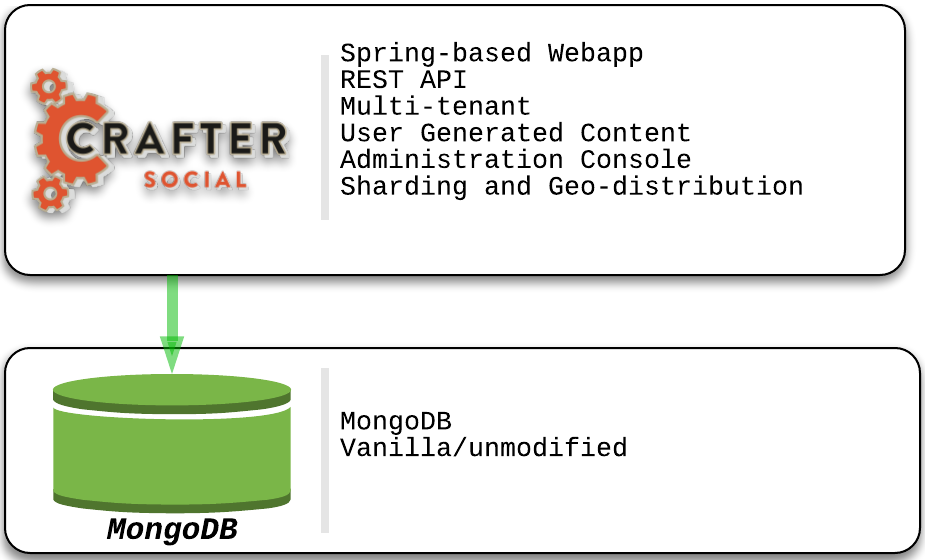 CRAFTER
SOCIAL
Spring-based Webapp
REST API
Multi-tenant
User Generated Content
Administration Console
Sharding and Geo-distribution
MongoDB
MongoDB
Vanilla/unmodified